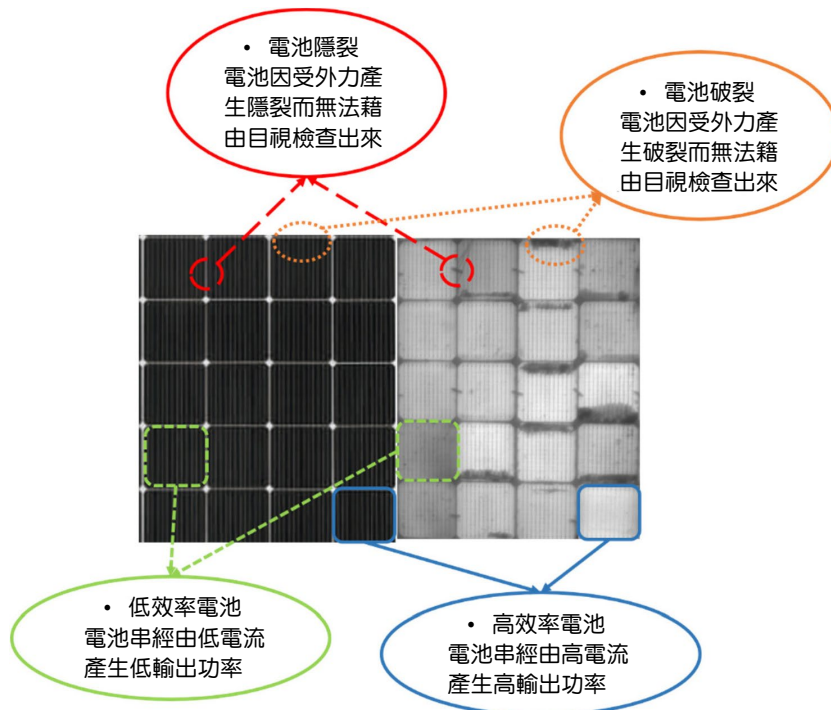 • 電池隱裂
電池因受外力產
生隱裂而無法藉
由目視檢查出來
• 電池破裂
電池因受外力產
生破裂而無法籍
由目視檢查出來
• 低效率電池
電池串經由低電流
產生低輸出功率
• 高效率電池
電池串經由高電流
產生高輸出功率